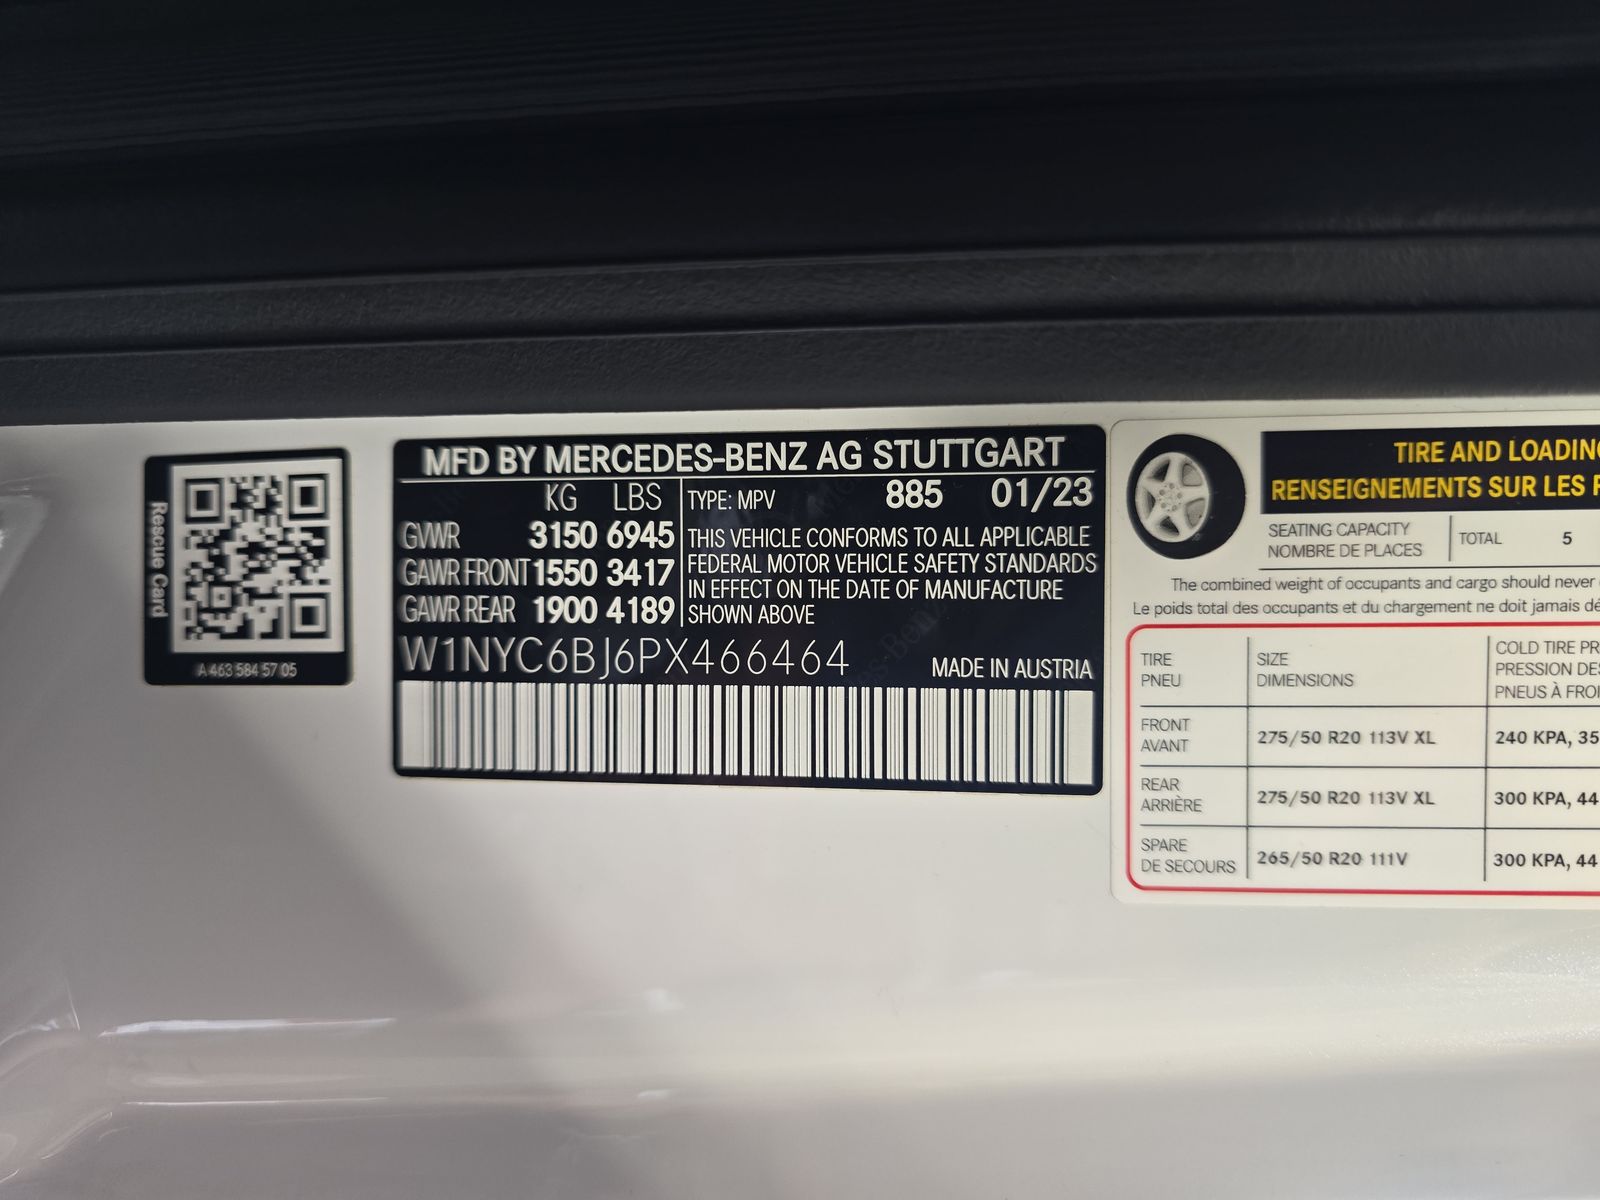 Rescue Card
A 463 584 57 05
MFD BY MERCEDES-BENZ AG STUTTGART
KG LBS
GVWR 3150 6945
GAWR FRONT 1550 3417
GAWR REAR 1900 4189
TYPE: MPV 885 01/23
THIS VEHICLE CONFORMS TO ALL APPLICABLE
FEDERAL MOTOR VEHICLE SAFETY STANDARDS
IN EFFECT ON THE DATE OF MANUFACTURE
SHOWN ABOVE
W1NYC6BJ6PX466464
MADE IN AUSTRIA
TIRE AND LOADING
RENSEIGNEMENTS SUR LES P
SEATING CAPACITY
NOMBRE DE PLACES
TOTAL 5
The combined weight of occupants and cargo should never
Le poids total des occupants et du chargement ne doit jamais dé
TIRE
PNEU
SIZE
DIMENSIONS
COLD TIRE PR
PRESSION DES
PNEUS À FROI
FRONT
AVANT
275/50 R20 113V XL
240 KPA, 35
REAR
ARRIÈRE
275/50 R20 113V XL
300 KPA, 44
SPARE
DE SECOURS
265/50 R20 111V
300 KPA, 44